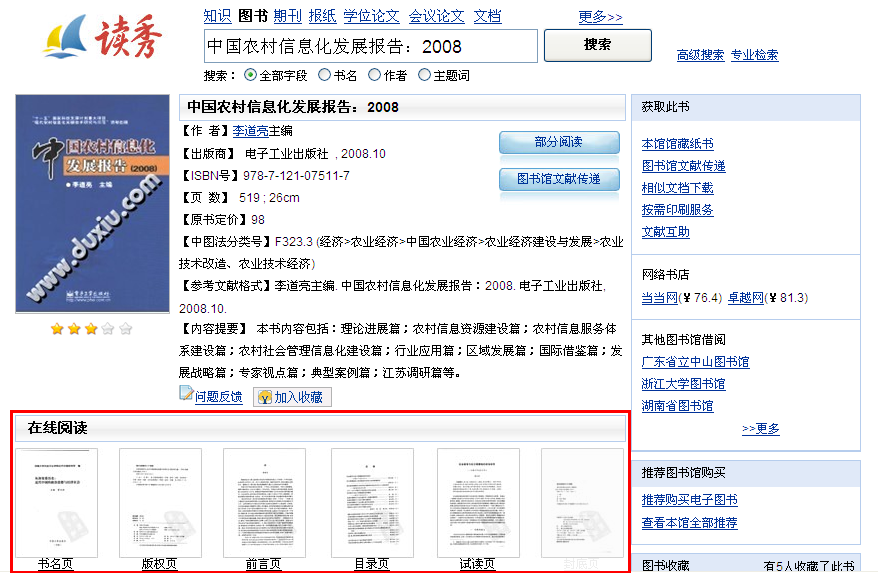 读秀
知识 图书 期刊 报纸 学位论文 会议论文 文档 更多>>
中国农村信息化发展报告：2008
搜索
高级搜索 专业检索
搜索： 全部字段 书名 作者 主题词
中国农村信息化
发展报告(2008)
李道亮 主编
www.duxiu.com
电子工业出版社
中国农村信息化发展报告：2008
【作 者】李道亮主编
【出版商】 电子工业出版社 , 2008.10
【ISBN号】978-7-121-07511-7
【页 数】 519 ; 26cm
【原书定价】98
【中图法分类号】F323.3 (经济>农业经济>中国农业经济>农业经济建设与发展>农业
技术改造、农业技术经济)
【参考文献格式】李道亮主编. 中国农村信息化发展报告：2008. 电子工业出版社,
2008.10.
【内容提要】 本书内容包括：理论进展篇；农村信息资源建设篇；农村信息服务体
系建设篇；农村社会管理信息化建设篇；行业应用篇；区域发展篇；国际借鉴篇；发
展战略篇；专家视点篇；典型案例篇；江苏调研篇等。
部分阅读
图书馆文献传递
问题反馈 加入收藏
在线阅读
书名页 版权页 前言页 目录页 试读页 封底页
获取此书
本馆馆藏纸书
图书馆文献传递
相似文档下载
按需印刷服务
文献互助
网络书店
当当网(¥ 76.4) 卓越网(¥ 81.3)
其他图书馆借阅
广东省立中山图书馆
浙江大学图书馆
湖南省图书馆
>>更多
推荐图书馆购买
推荐购买电子图书
查看本馆全部推荐
图书收藏 有5人收藏了此书